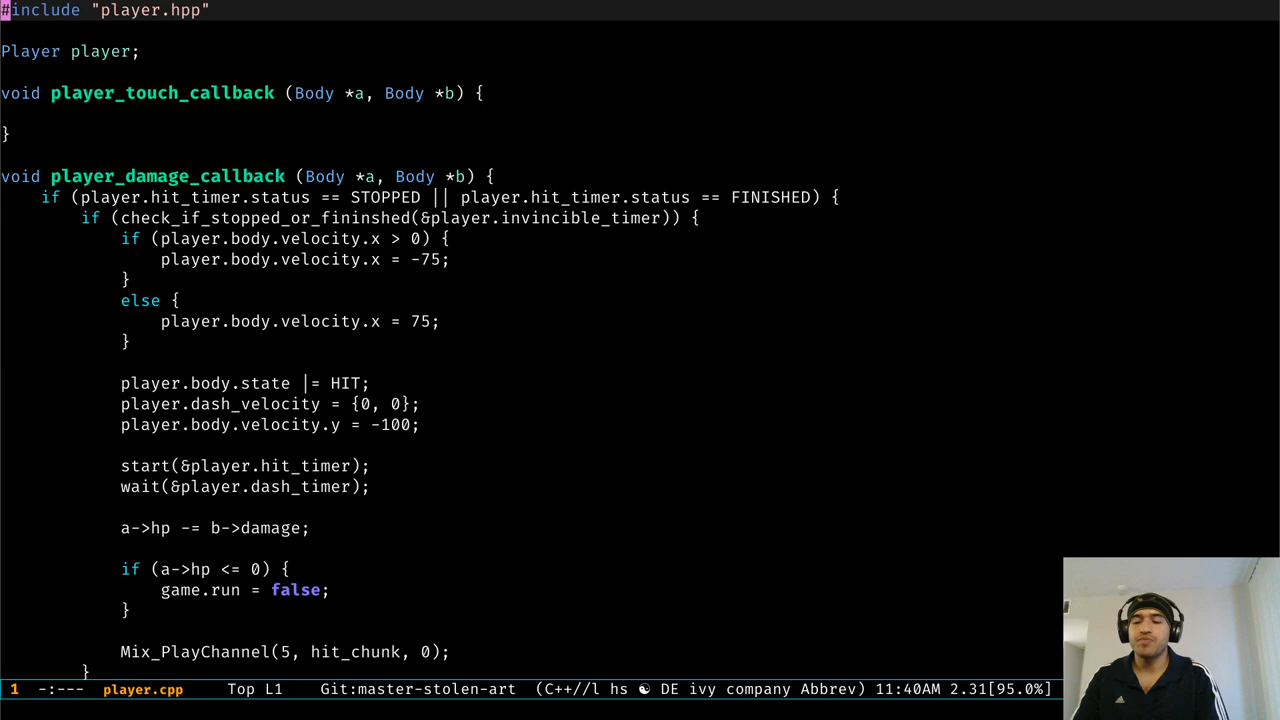 #include "player.hpp"
Player player;
void player_touch_callback (Body *a, Body *b) {
}
void player_damage_callback (Body *a, Body *b) {
if (player.hit_timer.status == STOPPED || player.hit_timer.status == FINISHED) {
if (check_if_stopped_or_fininshed(&player.invincible_timer)) {
if (player.body.velocity.x > 0) {
player.body.velocity.x = -75;
}
else {
player.body.velocity.x = 75;
}
player.body.state |= HIT;
player.dash_velocity = {0, 0};
player.body.velocity.y = -100;
start(&player.hit_timer);
wait(&player.dash_timer);
a->hp -= b->damage;
if (a->hp <= 0) {
game.run = false;
}
Mix_PlayChannel(5, hit_chunk, 0);
}
1 -:--- player.cpp Top L1 Git:master-stolen-art (C++//l hs ☯ DE ivy company Abbrev) 11:40AM 2.31[95.0%]